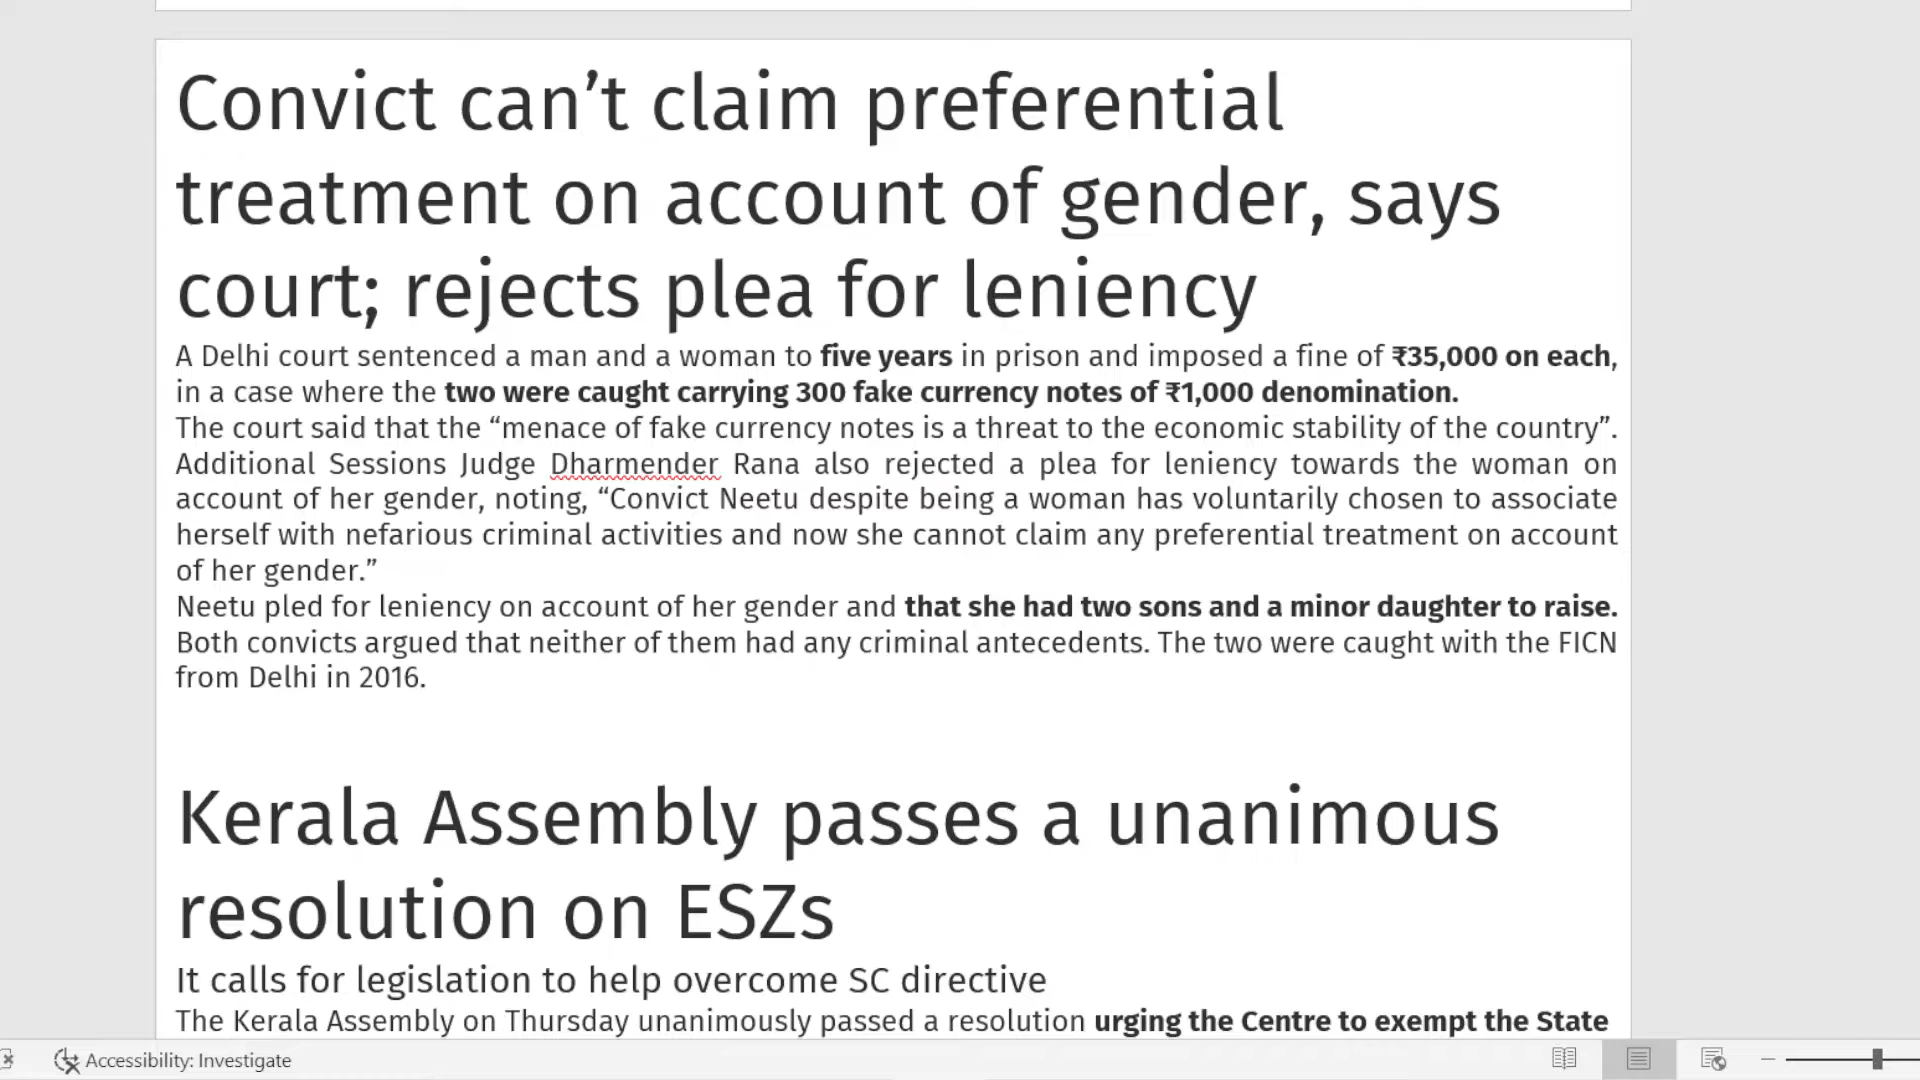 Convict can’t claim preferential
treatment on account of gender, says
court; rejects plea for leniency
A Delhi court sentenced a man and a woman to five years in prison and imposed a fine of ₹35,000 on each,
in a case where the two were caught carrying 300 fake currency notes of ₹1,000 denomination.
The court said that the “menace of fake currency notes is a threat to the economic stability of the country”.
Additional Sessions Judge Dharmender Rana also rejected a plea for leniency towards the woman on
account of her gender, noting, “Convict Neetu despite being a woman has voluntarily chosen to associate
herself with nefarious criminal activities and now she cannot claim any preferential treatment on account
of her gender.”
Neetu pled for leniency on account of her gender and that she had two sons and a minor daughter to raise.
Both convicts argued that neither of them had any criminal antecedents. The two were caught with the FICN
from Delhi in 2016.
Kerala Assembly passes a unanimous
resolution on ESZs
It calls for legislation to help overcome SC directive
The Kerala Assembly on Thursday unanimously passed a resolution urging the Centre to exempt the State
Accessibility: Investigate